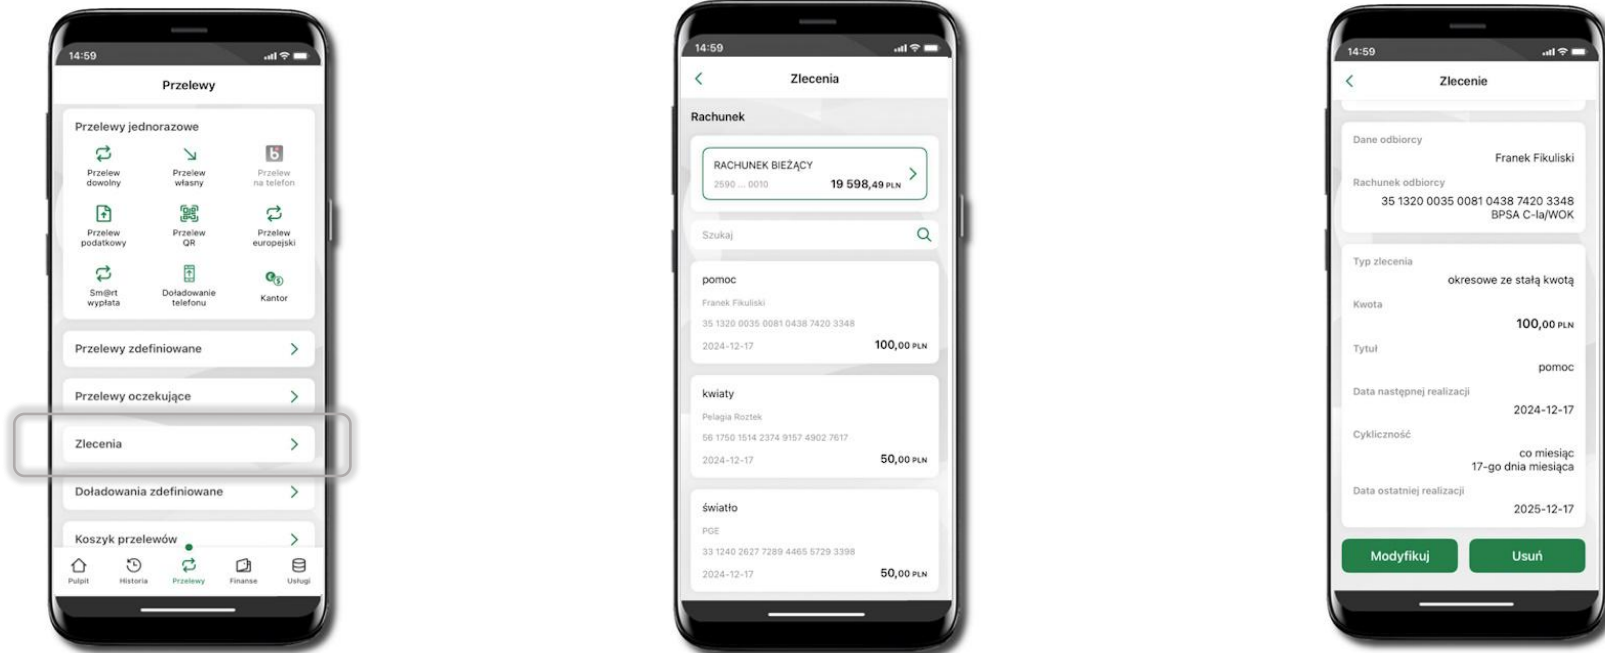 14:59
Przelewy
Przelewy jednorazowe
Przelew dowolny
Przelew własny
Przelew na telefon
Przelew podatkowy
Przelew QR
Przelew europejski
Sm@rt wypłata
Doładowanie telefonu
Kantor
Przelewy zdefiniowane
Przelewy oczekujące
Zlecenia
Doładowania zdefiniowane
Koszyk przelewów
Pulpit Historia Przelewy Finanse Usługi
14:59
Zlecenia
Rachunek
RACHUNEK BIEŻĄCY
2590 ... 0010 19 598,49 PLN
Szukaj
pomoc
Franek Fikuliski
35 1320 0035 0081 0438 7420 3348
2024-12-17 100,00 PLN
kwiaty
Pelagia Roztek
56 1750 1514 2374 9157 4902 7617
2024-12-17 50,00 PLN
światło
PGE
33 1240 2627 7289 4465 5729 3398
2024-12-17 50,00 PLN
14:59
Zlecenie
Dane odbiorcy
Franek Fikuliski
Rachunek odbiorcy
35 1320 0035 0081 0438 7420 3348
BPSA C-la/WOK
Typ zlecenia
okresowe ze stałą kwotą
Kwota
100,00 PLN
Tytuł
pomoc
Data następnej realizacji
2024-12-17
Cykliczność
co miesiąc
17-go dnia miesiąca
Data ostatniej realizacji
2025-12-17
Modyfikuj Usuń